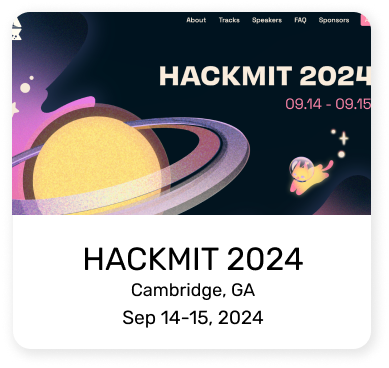 About Tracks Speakers FAQ Sponsors
HACKMIT 2024
09.14 - 09.15
HACKMIT 2024
Cambridge, GA
Sep 14-15, 2024